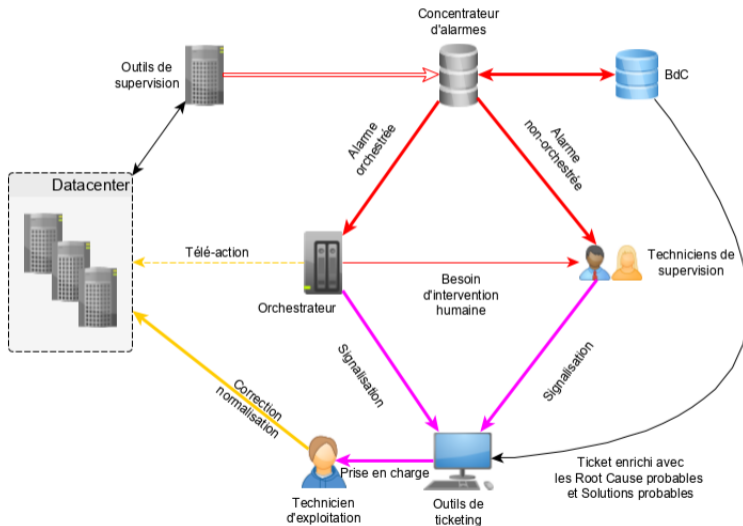 Concentrateur
d'alarmes
Outils de
supervision
BdC
Alarme
orchestrée
Alarme
non-orchestrée
Datacenter
Télé-action
Techniciens de
supervision
Besoin
d'intervention
humaine
Orchestrateur
Signalisation
Signalisation
Correction
normalisation
Prise en charge
Ticket enrichi avec
les Root Cause probables
et Solutions probables
Technicien
d'exploitation
Outils de
ticketing